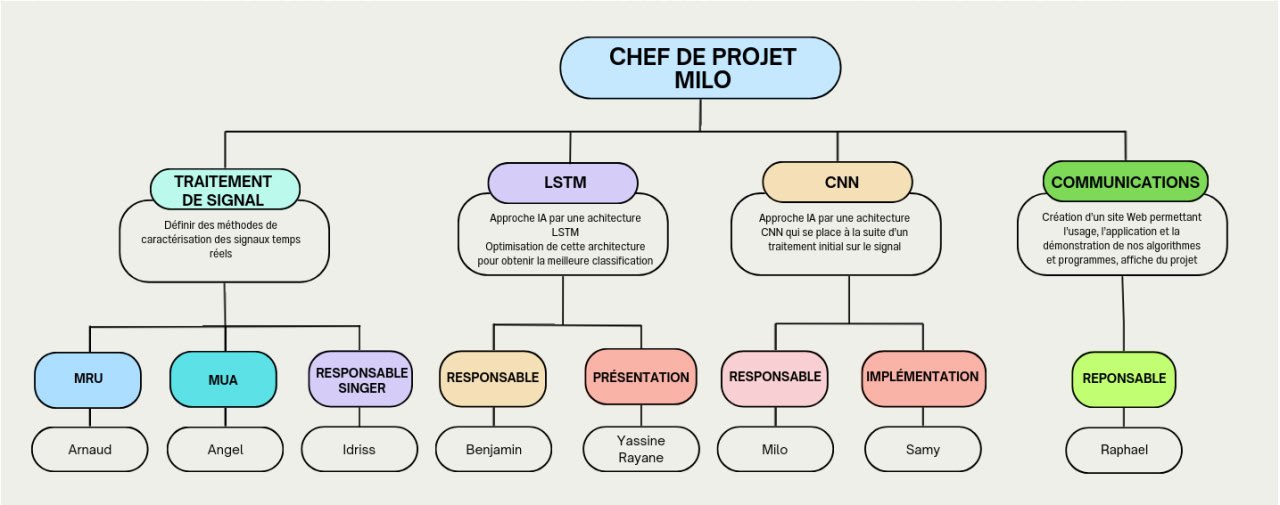 CHEF DE PROJET
MILO
TRAITEMENT
DE SIGNAL
Définir des méthodes de
caractérisation des signaux temps
réels
LSTM
Approche IA par une achitecture
LSTM
Optimisation de cette architecture
pour obtenir la meilleure classification
CNN
Approche IA par une achitecture
CNN qui se place à la suite d'un
traitement initial sur le signal
COMMUNICATIONS
Création d'un site Web permettant
l'usage, l'application et la
démonstration de nos algorithmes
et programmes, affiche du projet
MRU
MUA
RESPONSABLE
SINGER
RESPONSABLE
PRÉSENTATION
RESPONSABLE
IMPLÉMENTATION
REPONSABLE
Arnaud
Angel
Idriss
Benjamin
Yassine
Rayane
Milo
Samy
Raphael